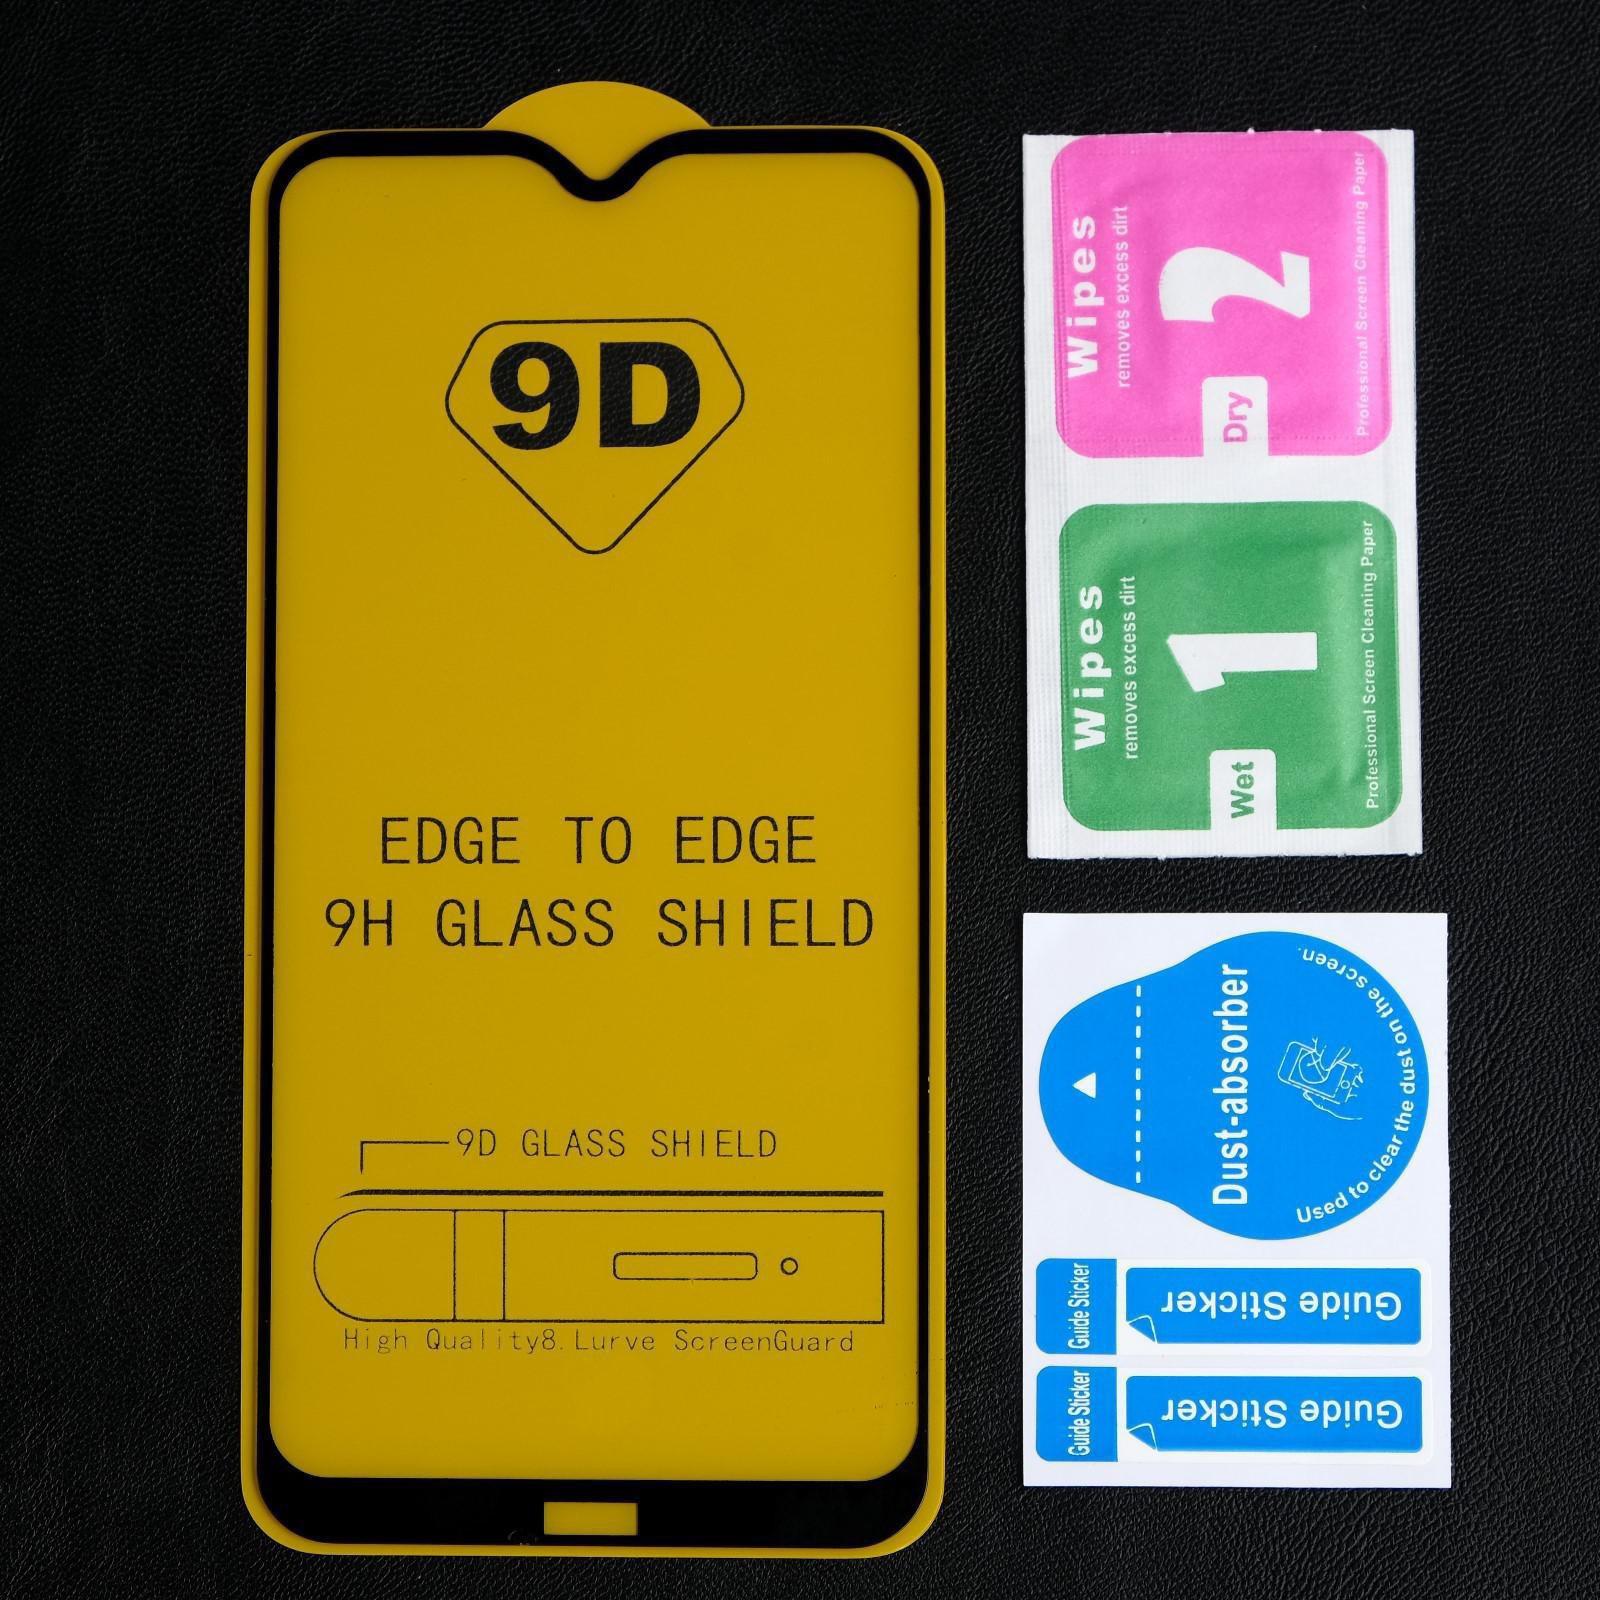 9D
EDGE TO EDGE
9H GLASS SHIELD
9D GLASS SHIELD
High Quality8.Lurve ScreenGuard
Wipes
removes excess dirt
2
Dry
Professional Screen Cleaning Paper
Wipes
removes excess dirt
1
Wet
Professional Screen Cleaning Paper
Dust-absorber
Used to clear the dust on the screen.
Guide Sticker
Guide Sticker
Guide Sticker
Guide Sticker